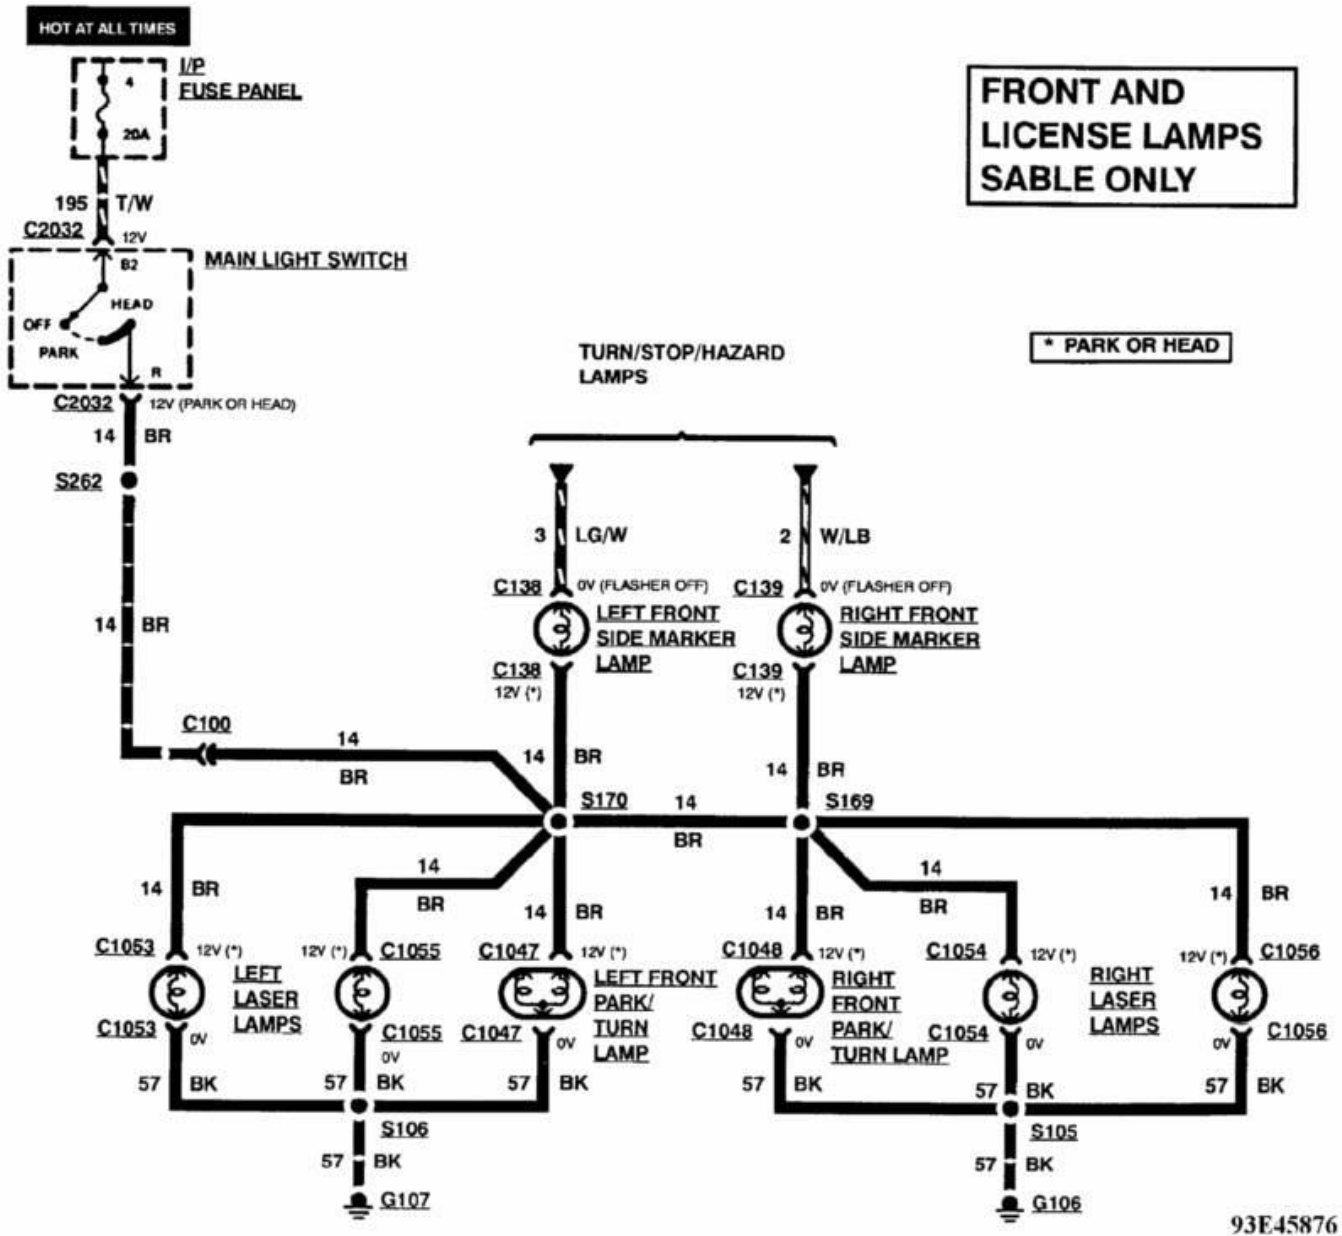 HOT AT ALL TIMES
I/P
FUSE PANEL
4
20A
FRONT AND
LICENSE LAMPS
SABLE ONLY
195 T/W
C2032 12V
MAIN LIGHT SWITCH
B2
HEAD
OFF
PARK
R
* PARK OR HEAD
TURN/STOP/HAZARD
LAMPS
C2032 12V (PARK OR HEAD)
14 BR
S262
3 LG/W
2 W/LB
C138 0V (FLASHER OFF)
C139 0V (FLASHER OFF)
14 BR
LEFT FRONT
SIDE MARKER
LAMP
RIGHT FRONT
SIDE MARKER
LAMP
C138
12V (*)
C139
12V (*)
C100
14
BR
14 BR
14 BR
S170
14
BR
S169
14
BR
14
BR
14 BR
14 BR
14 BR
14 BR
C1053 12V (*)
12V (*) C1055
C1047 12V (*)
C1048 12V (*)
C1054 12V (*)
12V (*) C1056
LEFT
LASER
LAMPS
LEFT FRONT
PARK/
TURN
LAMP
RIGHT
FRONT
PARK/
TURN LAMP
RIGHT
LASER
LAMPS
C1053 0V
C1055
0V
C1047 0V
C1048 0V
C1054 0V
0V C1056
57 BK
57 BK
57 BK
57 BK
57 BK
57 BK
S106
S105
57 BK
57 BK
G107
G106
93E45876